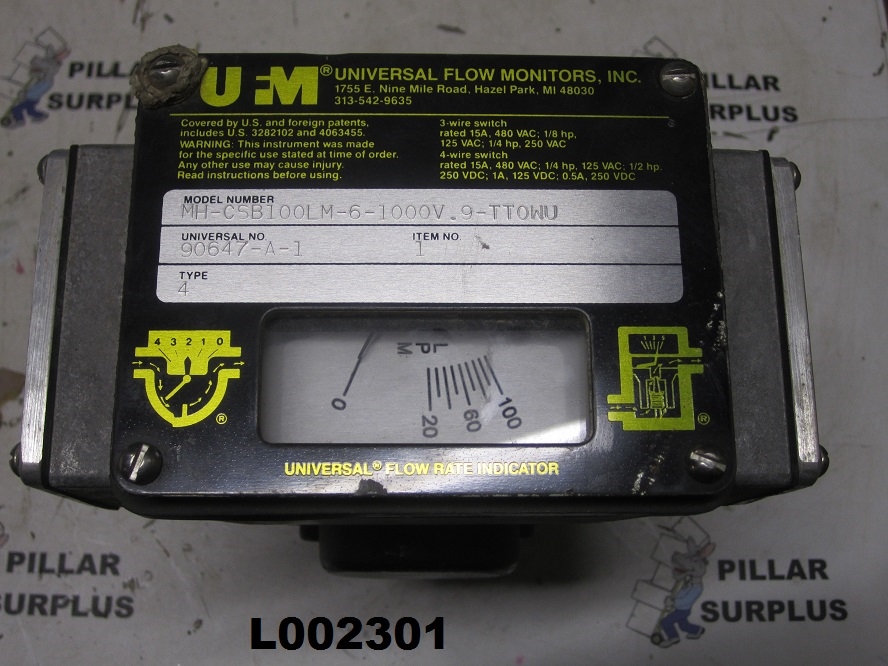 PILLAR
SURPLUS
PILLAR
SURPLUS
UFM® UNIVERSAL FLOW MONITORS, INC.
1755 E. Nine Mile Road, Hazel Park, MI 48030
313-542-9635
Covered by U.S. and foreign patents,
includes U.S. 3282102 and 4063455.
WARNING: This instrument was made
for the specific use stated at time of order.
Any other use may cause injury.
Read instructions before using.
3-wire switch
rated 15A, 480 VAC; 1/8 hp,
125 VAC; 1/4 hp, 250 VAC
4-wire switch
rated 15A, 480 VAC; 1/4 hp, 125 VAC; 1/2 hp.
250 VDC; 1A, 125 VDC; 0.5A, 250 VDC
MODEL NUMBER
MH-CSB100LM-6-1000V.9-TTOWU
UNIVERSAL NO.
90647-A-1
ITEM NO.
1
TYPE
4
4 3 2 1 0
®
LPM
0 20 60 100
®
UNIVERSAL® FLOW RATE INDICATOR
PILLAR
SURPLUS
PILLAR
SURPLUS
L002301